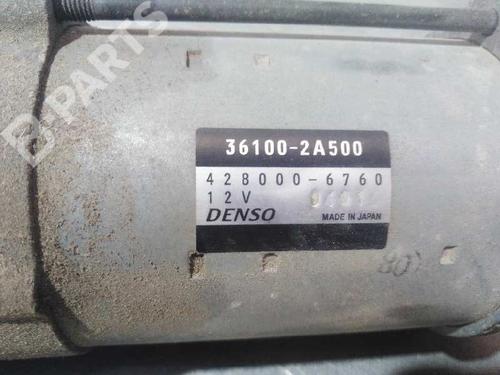 B-PARTS
36100-2A500
428000-6760
12V
DENSO
MADE IN JAPAN